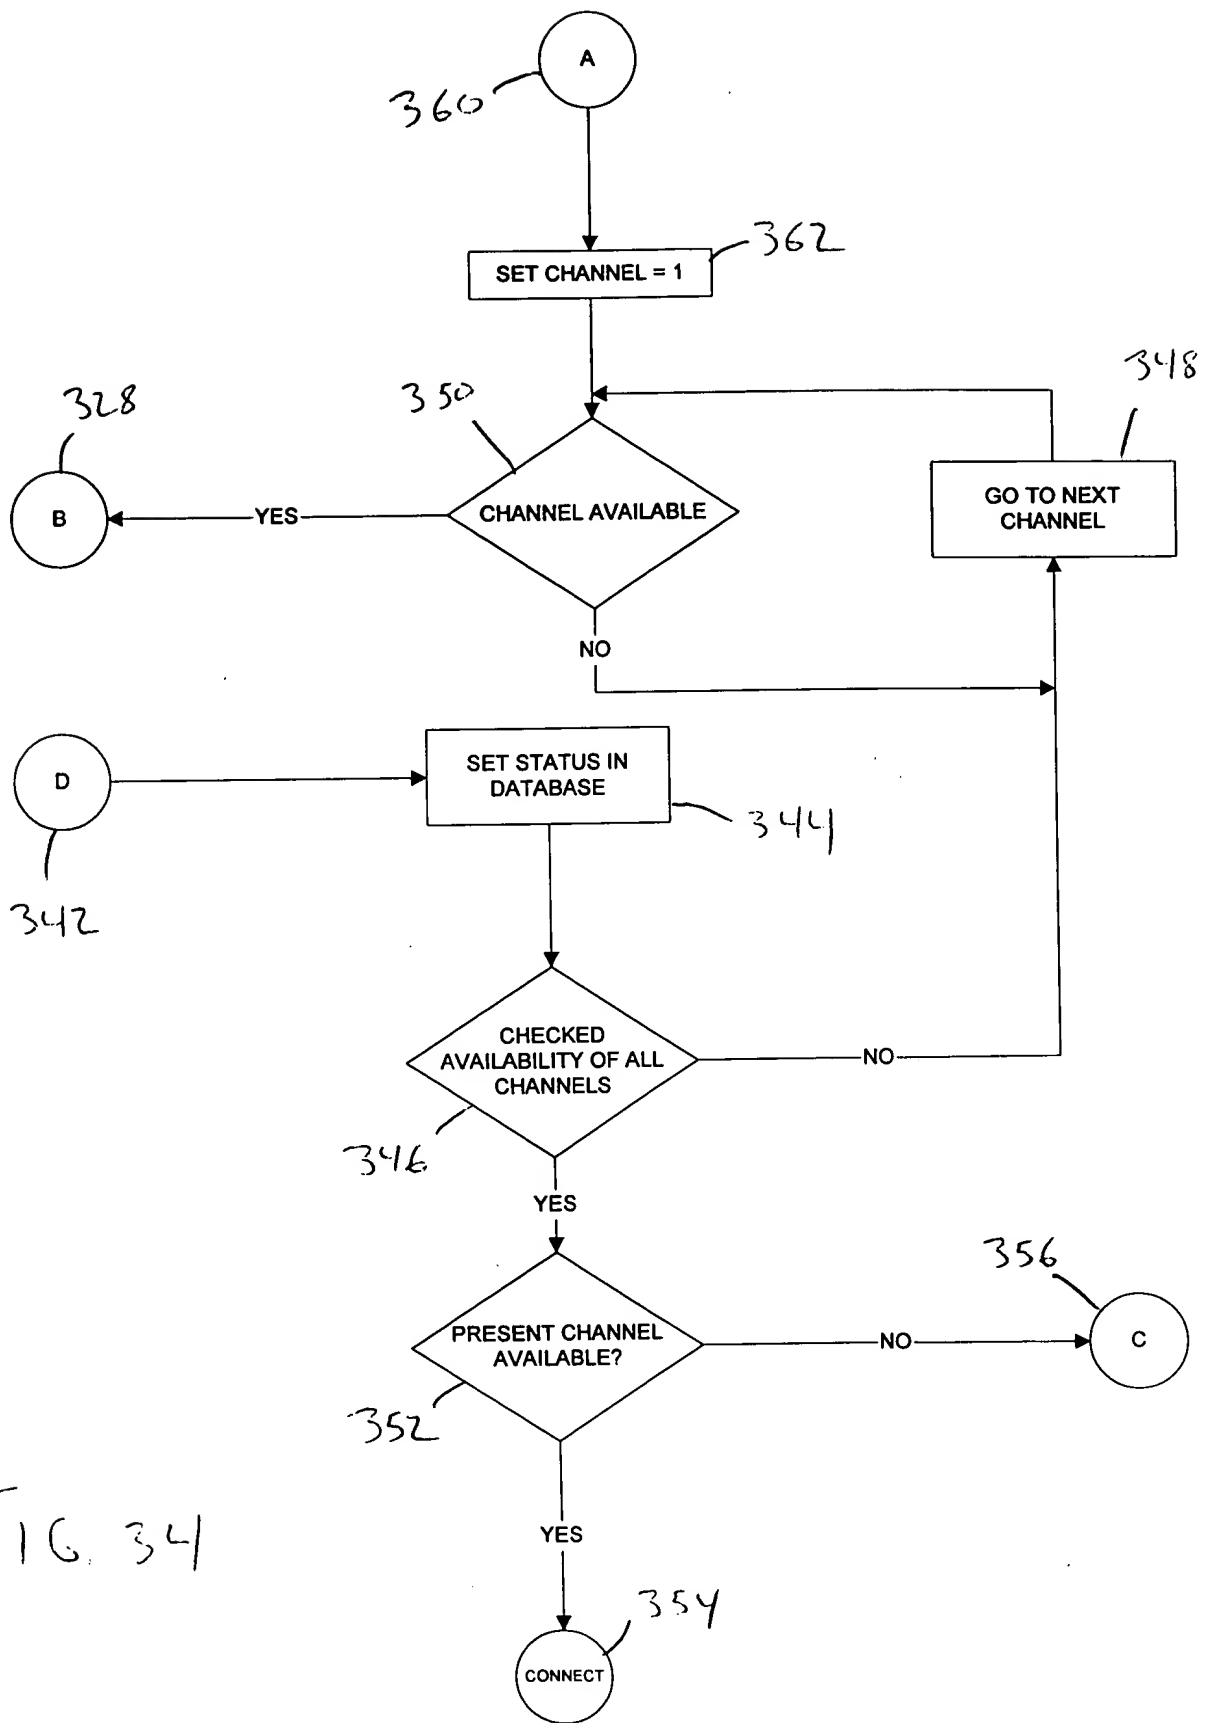 A
360
SET CHANNEL = 1
362
348
350
328
GO TO NEXT
CHANNEL
CHANNEL AVAILABLE
YES
B
NO
D
SET STATUS IN
DATABASE
344
342
CHECKED
AVAILABILITY OF ALL
CHANNELS
NO
346
YES
356
PRESENT CHANNEL
AVAILABLE?
NO
C
352
YES
FIG. 34
354
CONNECT